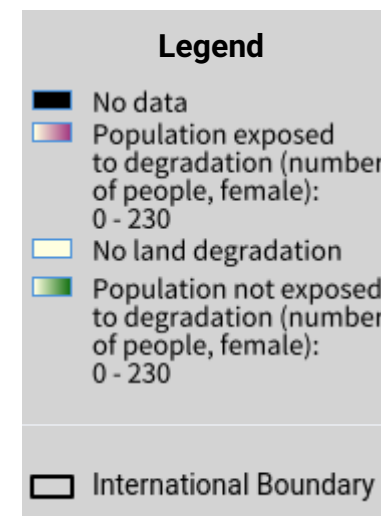 Legend
No data
Population exposed
to degradation (number
of people, female):
0 - 230
No land degradation
Population not exposed
to degradation (number
of people, female):
0 - 230
International Boundary